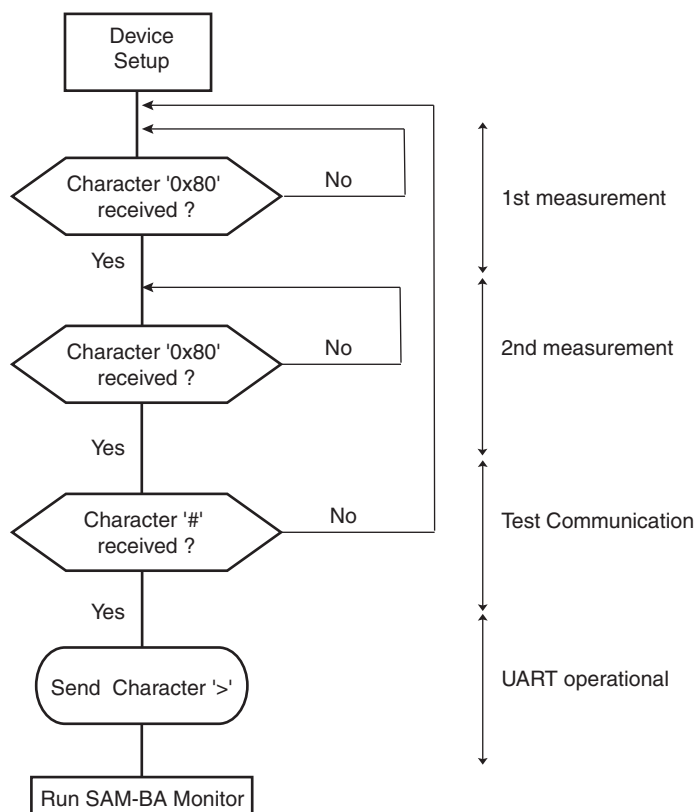 Device
Setup
Character '0x80'
received ?
No
1st measurement
Yes
Character '0x80'
received ?
No
2nd measurement
Yes
Character '#'
received ?
No
Test Communication
Yes
Send Character '>'
UART operational
Run SAM-BA Monitor